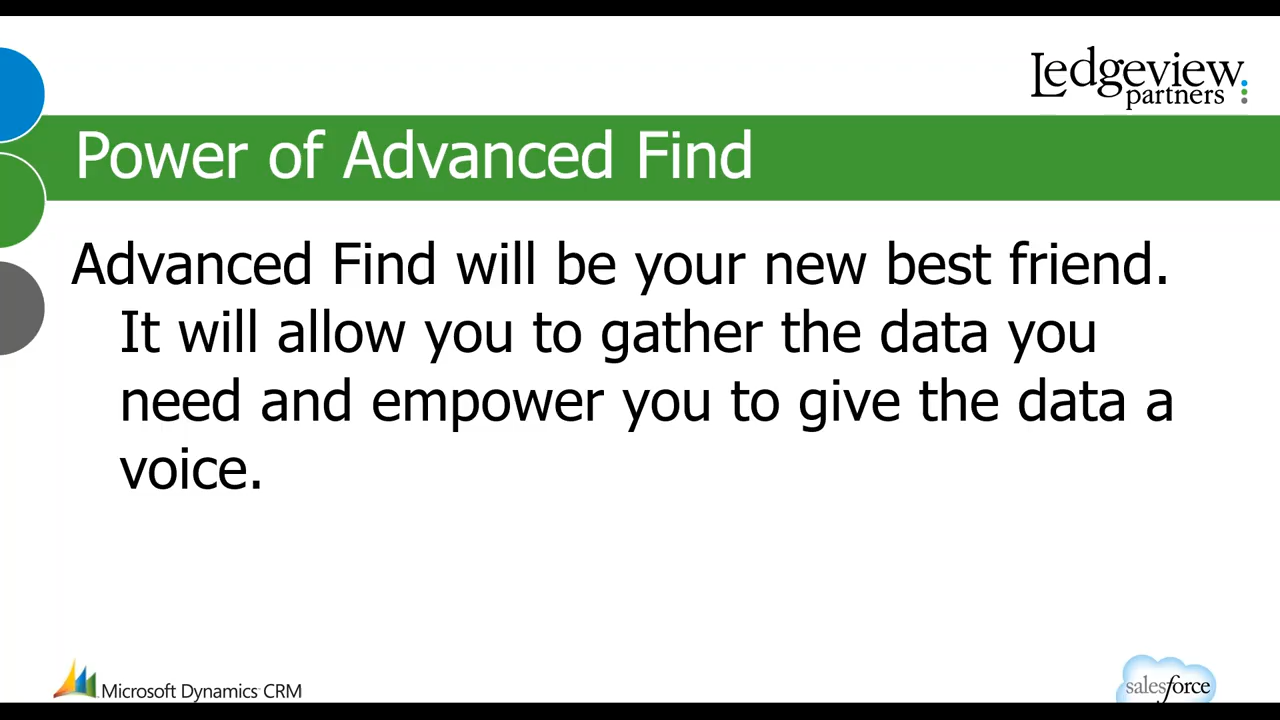 Ledgeview
partners
Power of Advanced Find
Advanced Find will be your new best friend.
It will allow you to gather the data you
need and empower you to give the data a
voice.
Microsoft Dynamics CRM
salesforce